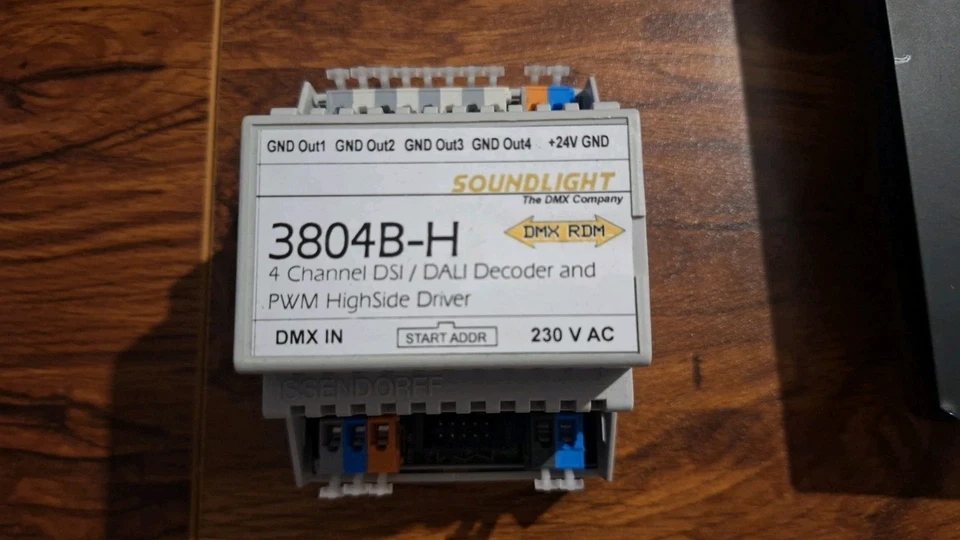 GND Out1 GND Out2 GND Out3 GND Out4 +24V GND
SOUNDLIGHT
The DMX Company
3804B-H
DMX RDM
4 Channel DSI / DALI Decoder and
PWM HighSide Driver
DMX IN START ADDR 230 V AC
ISSENDORFF